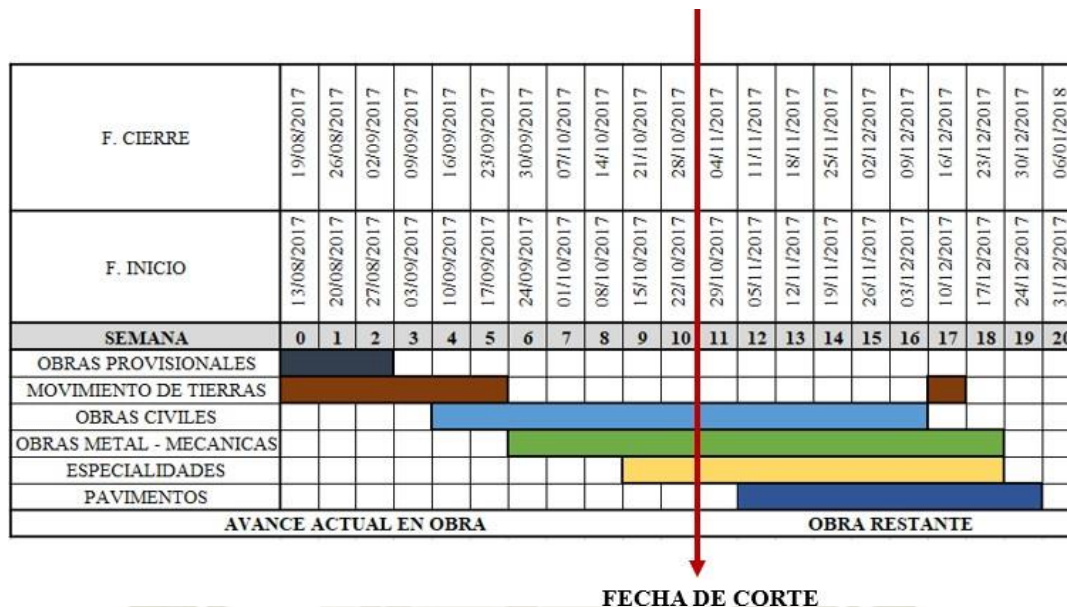 F. CIERRE 19/08/2017 26/08/2017 02/09/2017 09/09/2017 16/09/2017 23/09/2017 30/09/2017 07/10/2017 14/10/2017 21/10/2017 28/10/2017 04/11/2017 11/11/2017 18/11/2017 25/11/2017 02/12/2017 09/12/2017 16/12/2017 23/12/2017 30/12/2017 06/01/2018
F. INICIO 13/08/2017 20/08/2017 27/08/2017 03/09/2017 10/09/2017 17/09/2017 24/09/2017 01/10/2017 08/10/2017 15/10/2017 22/10/2017 29/10/2017 05/11/2017 12/11/2017 19/11/2017 26/11/2017 03/12/2017 10/12/2017 17/12/2017 24/12/2017 31/12/2017
SEMANA 0 1 2 3 4 5 6 7 8 9 10 11 12 13 14 15 16 17 18 19 20
OBRAS PROVISIONALES
MOVIMIENTO DE TIERRAS
OBRAS CIVILES
OBRAS METAL - MECANICAS
ESPECIALIDADES
PAVIMENTOS
AVANCE ACTUAL EN OBRA OBRA RESTANTE
FECHA DE CORTE